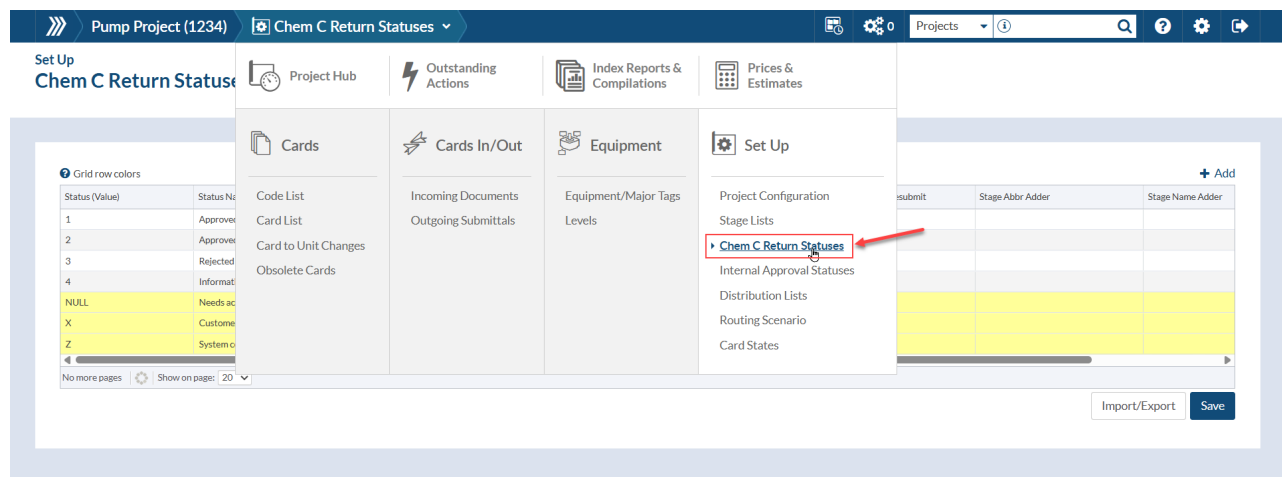 Pump Project (1234)
Chem C Return Statuses
0
Projects
Set Up
Chem C Return Statuse
Project Hub
Outstanding
Actions
Index Reports &
Compilations
Prices &
Estimates
Cards
Cards In/Out
Equipment
Set Up
Code List
Card List
Card to Unit Changes
Obsolete Cards
Incoming Documents
Outgoing Submittals
Equipment/Major Tags
Levels
Project Configuration
Stage Lists
Chem C Return Statuses
Internal Approval Statuses
Distribution Lists
Routing Scenario
Card States
Grid row colors
Add
Status (Value) Status Na esubmit Stage Abbr Adder Stage Name Adder
1 Approved
2 Approved
3 Rejected
4 Informat
NULL Needs ac
X Custome
Z System c
No more pages Show on page: 20
Import/Export Save